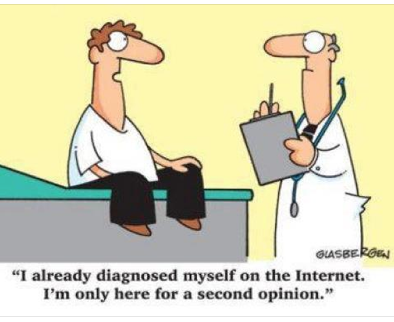 GLASBERGEN
“I already diagnosed myself on the Internet.
I’m only here for a second opinion.”